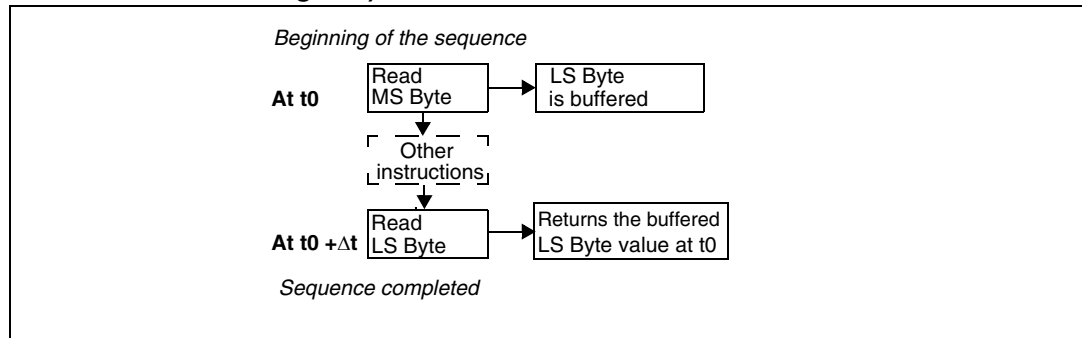 Beginning of the sequence
At t0
Read
MS Byte
LS Byte
is buffered
Other
instructions
At t0 +Δt
Read
LS Byte
Returns the buffered
LS Byte value at t0
Sequence completed